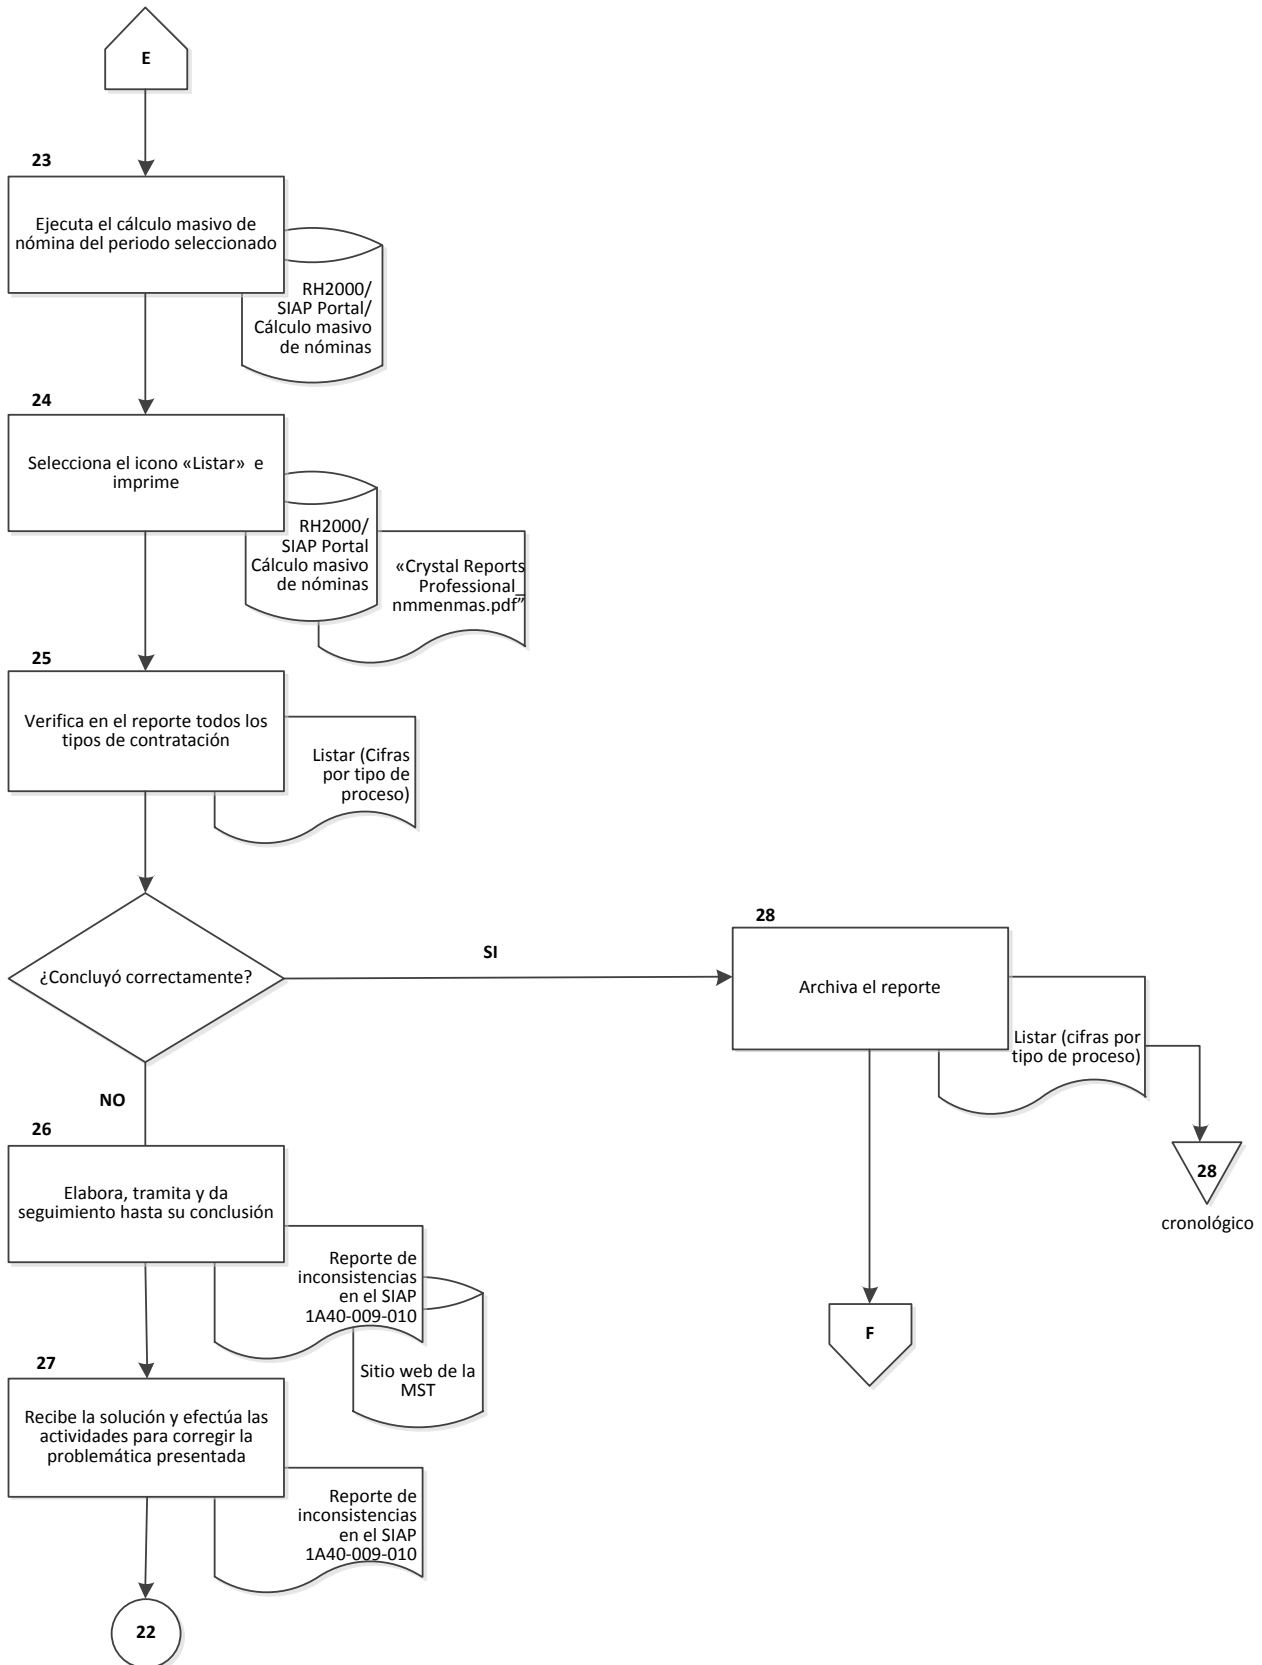 E
23
Ejecuta el cálculo masivo de
nómina del periodo seleccionado
RH2000/
SIAP Portal/
Cálculo masivo
de nóminas
24
Selecciona el icono «Listar» e
imprime
RH2000/
SIAP Portal
Cálculo masivo
de nóminas
«Crystal Reports
Professional_
nmmenmas.pdf”
25
Verifica en el reporte todos los
tipos de contratación
Listar (Cifras
por tipo de
proceso)
¿Concluyó correctamente?
SI
28
Archiva el reporte
Listar (cifras por
tipo de proceso)
28
cronológico
F
NO
26
Elabora, tramita y da
seguimiento hasta su conclusión
Reporte de
inconsistencias
en el SIAP
1A40-009-010
Sitio web de la
MST
27
Recibe la solución y efectúa las
actividades para corregir la
problemática presentada
Reporte de
inconsistencias
en el SIAP
1A40-009-010
22